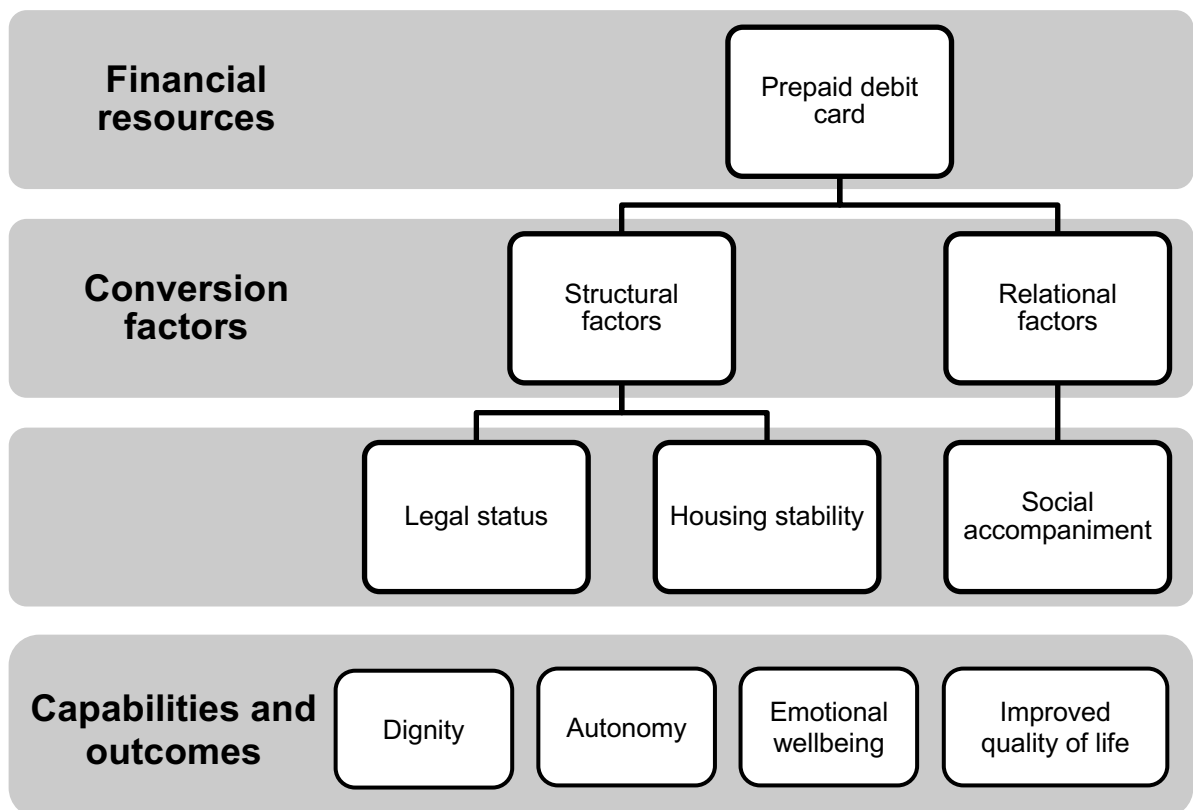 Financial
resources
Prepaid debit
card
Conversion
factors
Structural
factors
Relational
factors
Legal status
Housing stability
Social
accompaniment
Capabilities and
outcomes
Dignity
Autonomy
Emotional
wellbeing
Improved
quality of life